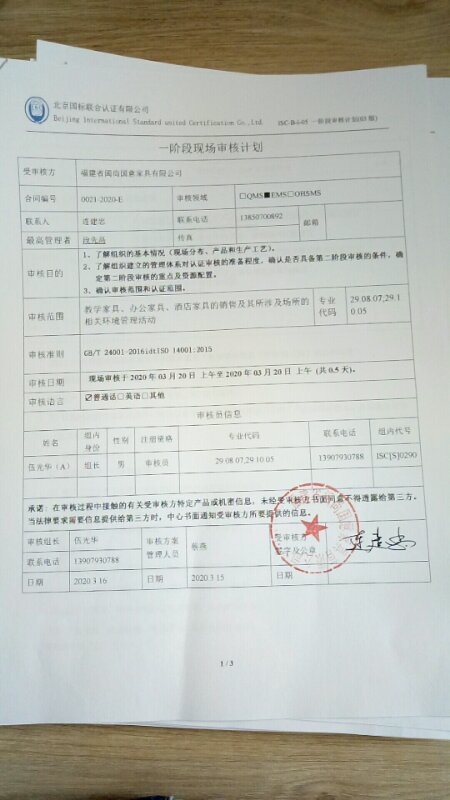 北京国标联合认证有限公司
Beijing International Standard united Certification Co.,Ltd. ISC-B-I-05 一阶段审核计划(03版)
一阶段现场审核计划
受审核方 福建省闽尚国意家具有限公司
合同编号 0021-2020-E 审核领域 □QMS■EMS□OHSMS
联系人 连建忠 联系电话 13850700892 邮箱
最高管理者 传真
审核目的 1、了解组织的基本情况（现场分布、产品和生产工艺）。
2、了解组织建立的管理体系对认证审核的准备程度，确认是否具备第二阶段审核的条件，确
定第二阶段审核的重点及资源配置。
3、确认审核范围和认证范围。
审核范围 教学家具、办公家具、酒店家具的销售及其所涉及场所的
相关环境管理活动
专业
代码
29.08.07,29.1
0.05
审核准则 GB/T 24001-2016idtISO 14001:2015
审核日期 现场审核于 2020 年 03 月 20 日 上午至 2020 年 03 月 20 日 上午 (共 0.5 天)。
审核语言 ☑普通话□英语□其他
审核员信息
姓名 组内
身份 性别 注册资格 专业代码 联系电话 组内代号
伍光华（A） 组长 男 审核员 29.08.07,29.10.05 13907930788 ISC[S]0290
承诺：在审核过程中接触的有关受审核方特定产品或机密信息，未经受审核方书面同意不得透露给第三方。
当法律要求需要信息提供给第三方时，中心书面通知受审核方所要提供的信息。
审核组长 伍光华 审核方案
管理人员 受审核方
签字及公章
联系电话 13907930788
日期 2020.3.16 日期 2020.3.15 日期
1/3